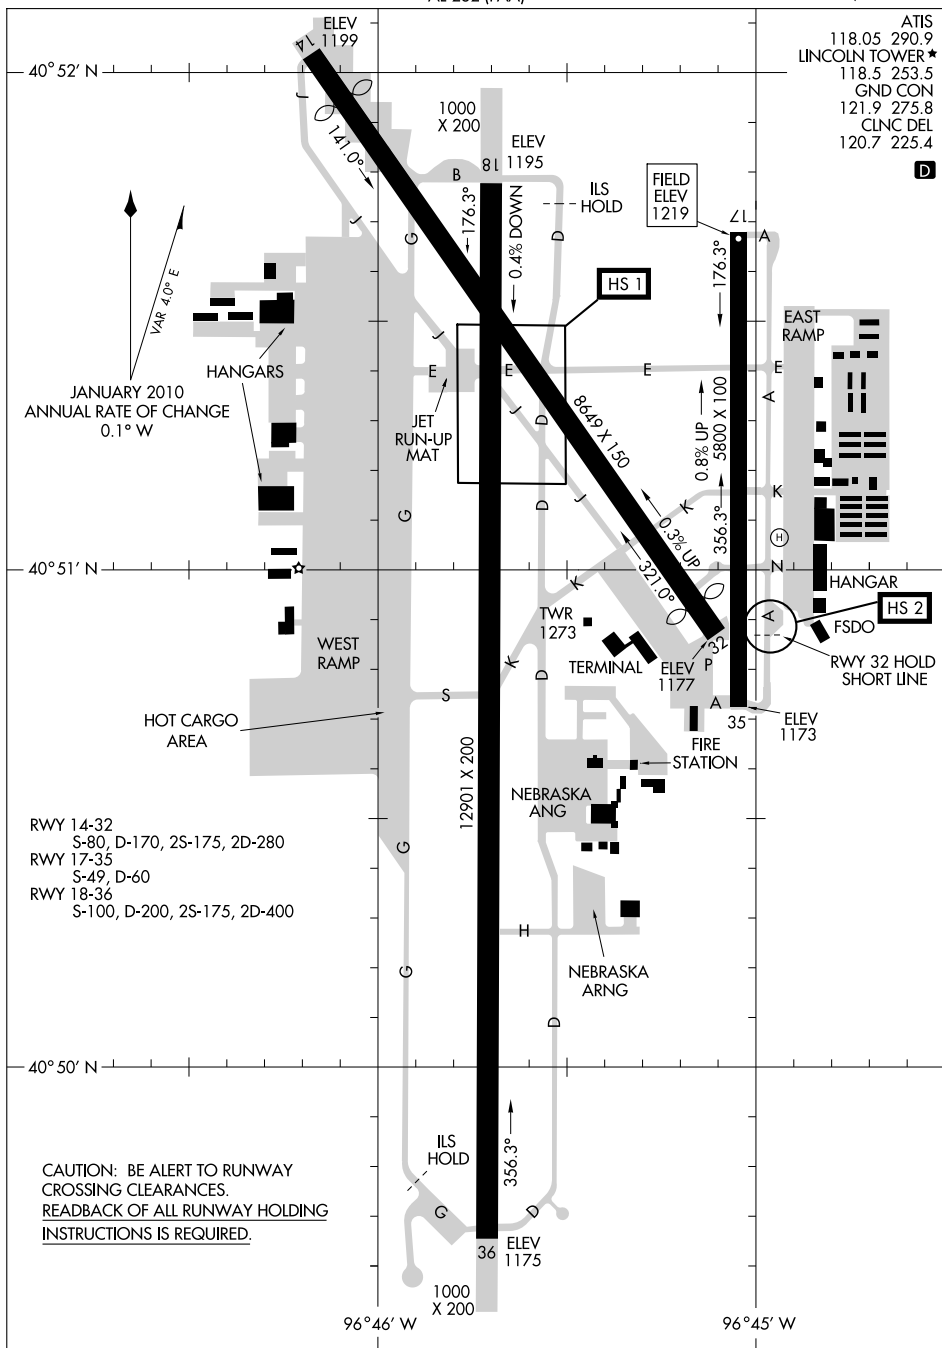 ELEV
1199
14
40°52' N
J
141.0°
1000
X 200
ELEV
1195
18
B
176.3°
0.4% DOWN
ILS
HOLD
D
G
J
ATIS
118.05 290.9
LINCOLN TOWER★
118.5 253.5
GND CON
121.9 275.8
CLNC DEL
120.7 225.4
D
FIELD
ELEV
1219
17
A
176.3°
VAR 4.0° E
JANUARY 2010
ANNUAL RATE OF CHANGE
0.1° W
HANGARS
HS 1
EAST
RAMP
J
E
E
E
E
J
JET
RUN-UP
MAT
D
8649 X 150
0.8% UP
5800 X 100
A
356.3°
K
K
G
D
J
0.3% UP
321.0°
H
N
40°51' N
K
HANGAR
HS 2
A
FSDO
RWY 32 HOLD
SHORT LINE
TWR
1273
TERMINAL
32
P
ELEV
1177
WEST
RAMP
K
D
S
A
35
ELEV
1173
HOT CARGO
AREA
FIRE
STATION
12901 X 200
NEBRASKA
ANG
RWY 14-32
S-80, D-170, 2S-175, 2D-280
RWY 17-35
S-49, D-60
RWY 18-36
S-100, D-200, 2S-175, 2D-400
G
H
G
NEBRASKA
ARNG
D
40°50' N
356.3°
ILS
HOLD
G
D
CAUTION: BE ALERT TO RUNWAY
CROSSING CLEARANCES.
READBACK OF ALL RUNWAY HOLDING
INSTRUCTIONS IS REQUIRED.
36
ELEV
1175
1000
X 200
96°46' W
96°45' W